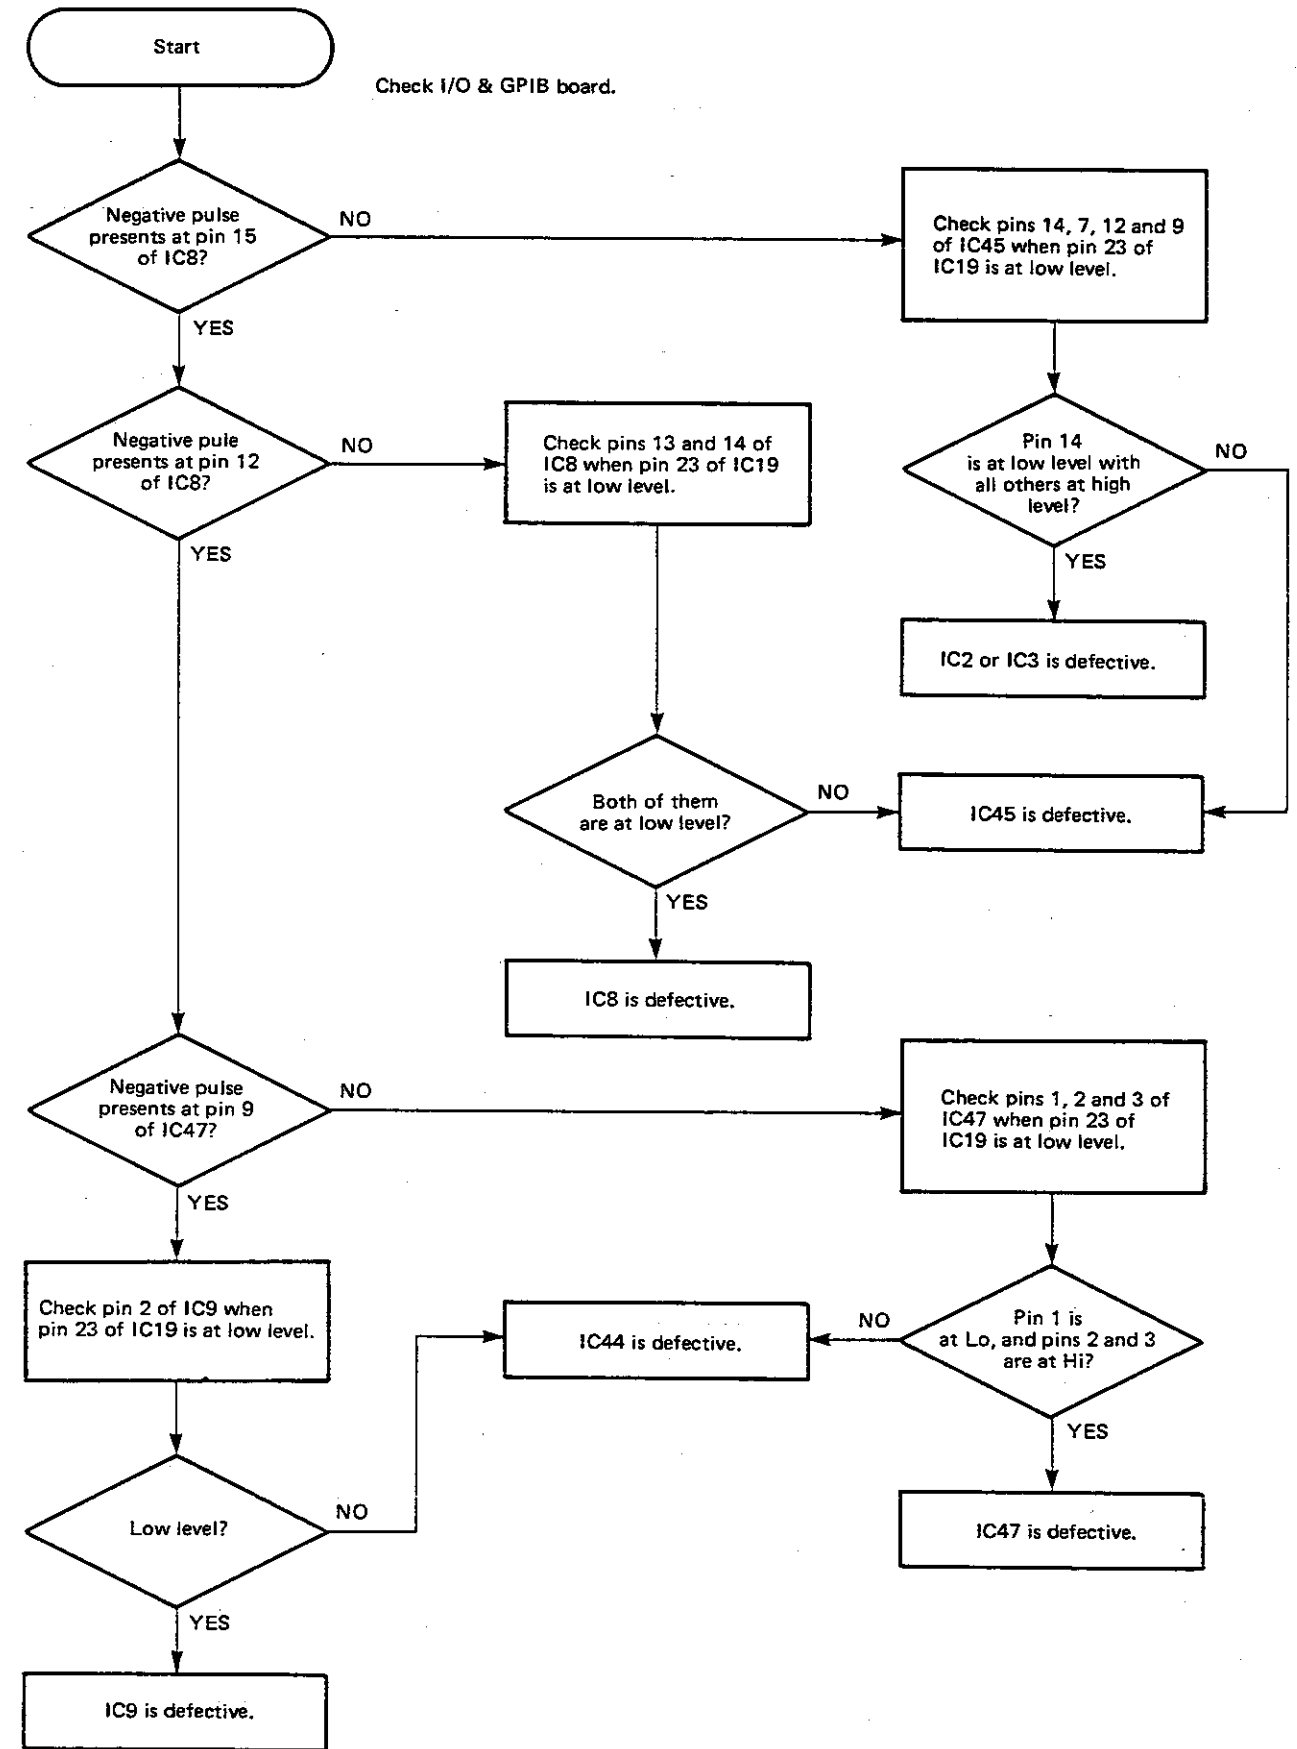 Start
Check I/O & GPIB board.
Negative pulse
presents at pin 15
of IC8?
NO
YES
Check pins 14, 7, 12 and 9
of IC45 when pin 23 of
IC19 is at low level.
Negative pule
presents at pin 12
of IC8?
NO
YES
Check pins 13 and 14 of
IC8 when pin 23 of IC19
is at low level.
Pin 14
is at low level with
all others at high
level?
NO
YES
IC2 or IC3 is defective.
Both of them
are at low level?
NO
YES
IC45 is defective.
IC8 is defective.
Negative pulse
presents at pin 9
of IC47?
NO
YES
Check pins 1, 2 and 3 of
IC47 when pin 23 of
IC19 is at low level.
Check pin 2 of IC9 when
pin 23 of IC19 is at low level.
IC44 is defective.
NO
Pin 1 is
at Lo, and pins 2 and 3
are at Hi?
YES
Low level?
NO
YES
IC47 is defective.
IC9 is defective.